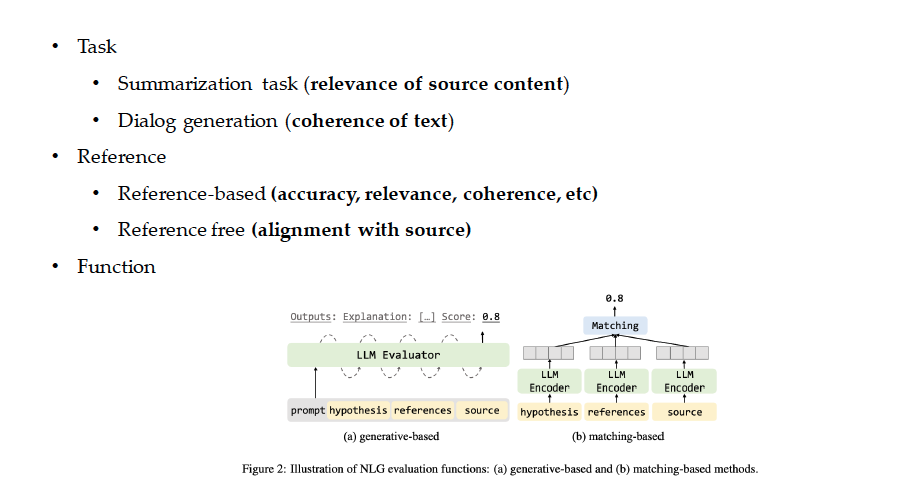 • Task
• Summarization task (relevance of source content)
• Dialog generation (coherence of text)
• Reference
• Reference-based (accuracy, relevance, coherence, etc)
• Reference free (alignment with source)
• Function
Outputs: Explanation: […] Score: 0.8
LLM Evaluator
prompt hypothesis references source
(a) generative-based
0.8
Matching
LLM Encoder LLM Encoder LLM Encoder
hypothesis references source
(b) matching-based
Figure 2: Illustration of NLG evaluation functions: (a) generative-based and (b) matching-based methods.